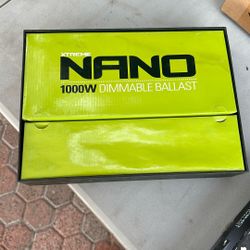 XTREME
NANO
1000W DIMMABLE BALLAST